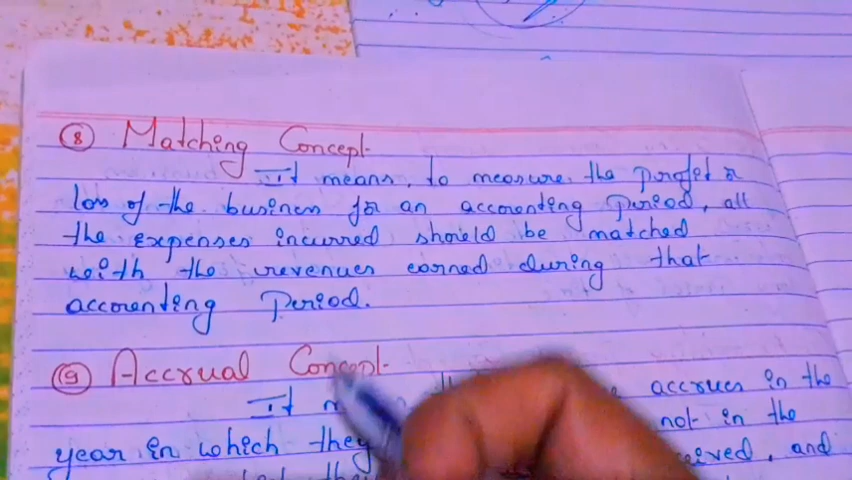 ⑧ Matching Concept-
It means, to measure the profit or
loss of the business for an accounting period, all
the expenses incurred should be matched
with the revenues earned during that
accounting Period.
⑨ Accrual Concept-
It accrues in the
year in which they not in the
and